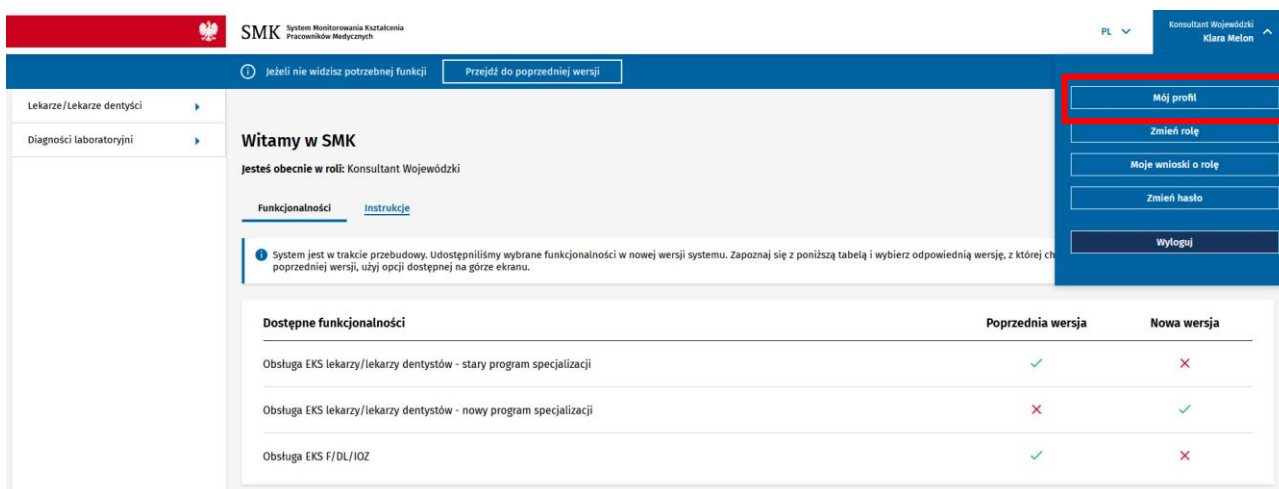 SMK System Monitorowania Kształcenia
Pracowników Medycznych
PL
Konsultant Wojewódzki
Klara Melon
Jeżeli nie widzisz potrzebnej funkcji
Przejdź do poprzedniej wersji
Mój profil
Zmień rolę
Moje wnioski o rolę
Zmień hasło
Wyloguj
Lekarze/Lekarze dentyści
Diagności laboratoryjni
Witamy w SMK
Jesteś obecnie w roli: Konsultant Wojewódzki
Funkcjonalności Instrukcje
System jest w trakcie przebudowy. Udostępniliśmy wybrane funkcjonalności w nowej wersji systemu. Zapoznaj się z poniższą tabelą i wybierz odpowiednią wersję, z której ch
poprzedniej wersji, użyj opcji dostępnej na górze ekranu.
Dostępne funkcjonalności Poprzednia wersja Nowa wersja
Obsługa EKS lekarzy/lekarzy dentystów - stary program specjalizacji
Obsługa EKS lekarzy/lekarzy dentystów - nowy program specjalizacji
Obsługa EKS F/DL/IOZ